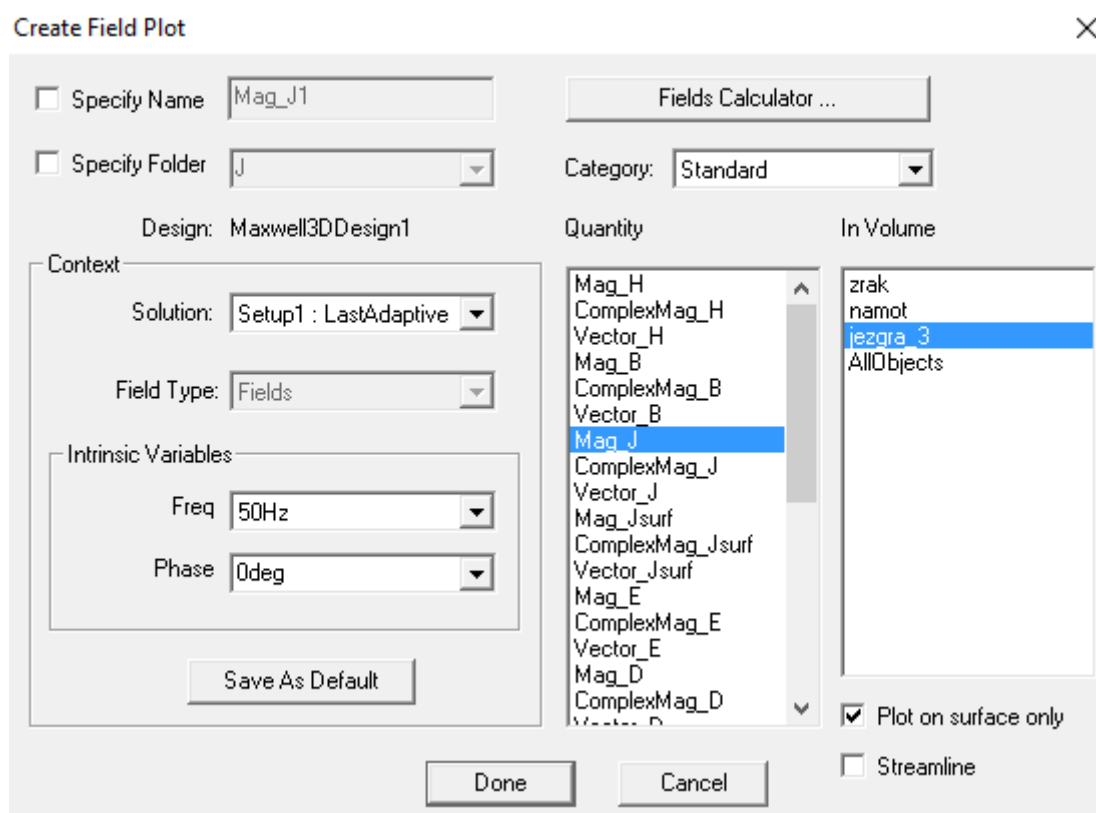 Create Field Plot
Specify Name Mag_J1
Fields Calculator ...
Specify Folder J
Category: Standard
Design: Maxwell3DDesign1
Quantity
In Volume
Context
Solution: Setup1 : LastAdaptive
Field Type: Fields
Intrinsic Variables
Freq 50Hz
Phase 0deg
Save As Default
Mag_H
ComplexMag_H
Vector_H
Mag_B
ComplexMag_B
Vector_B
Mag_J
ComplexMag_J
Vector_J
Mag_Jsurf
ComplexMag_Jsurf
Vector_Jsurf
Mag_E
ComplexMag_E
Vector_E
Mag_D
ComplexMag_D
zrak
namot
jezgra_3
AllObjects
Plot on surface only
Streamline
Done
Cancel